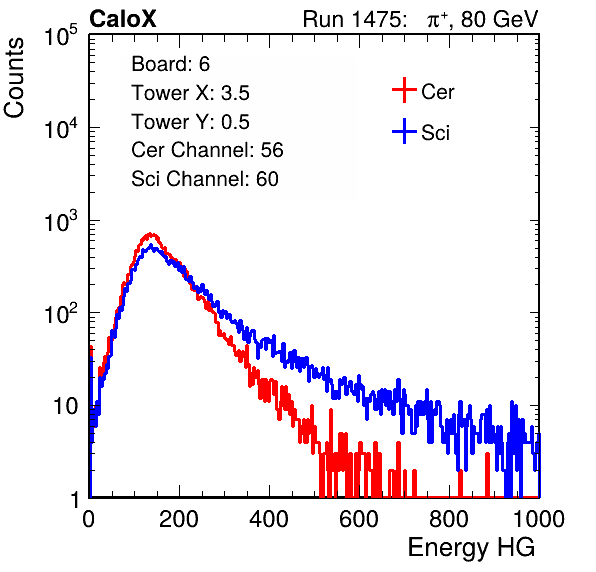 CaloX Run 1475: π⁺, 80 GeV
Counts
Board: 6
Tower X: 3.5
Tower Y: 0.5
Cer Channel: 56
Sci Channel: 60
Cer
Sci
10⁵
10⁴
10³
10²
10
1
0 200 400 600 800 1000
Energy HG